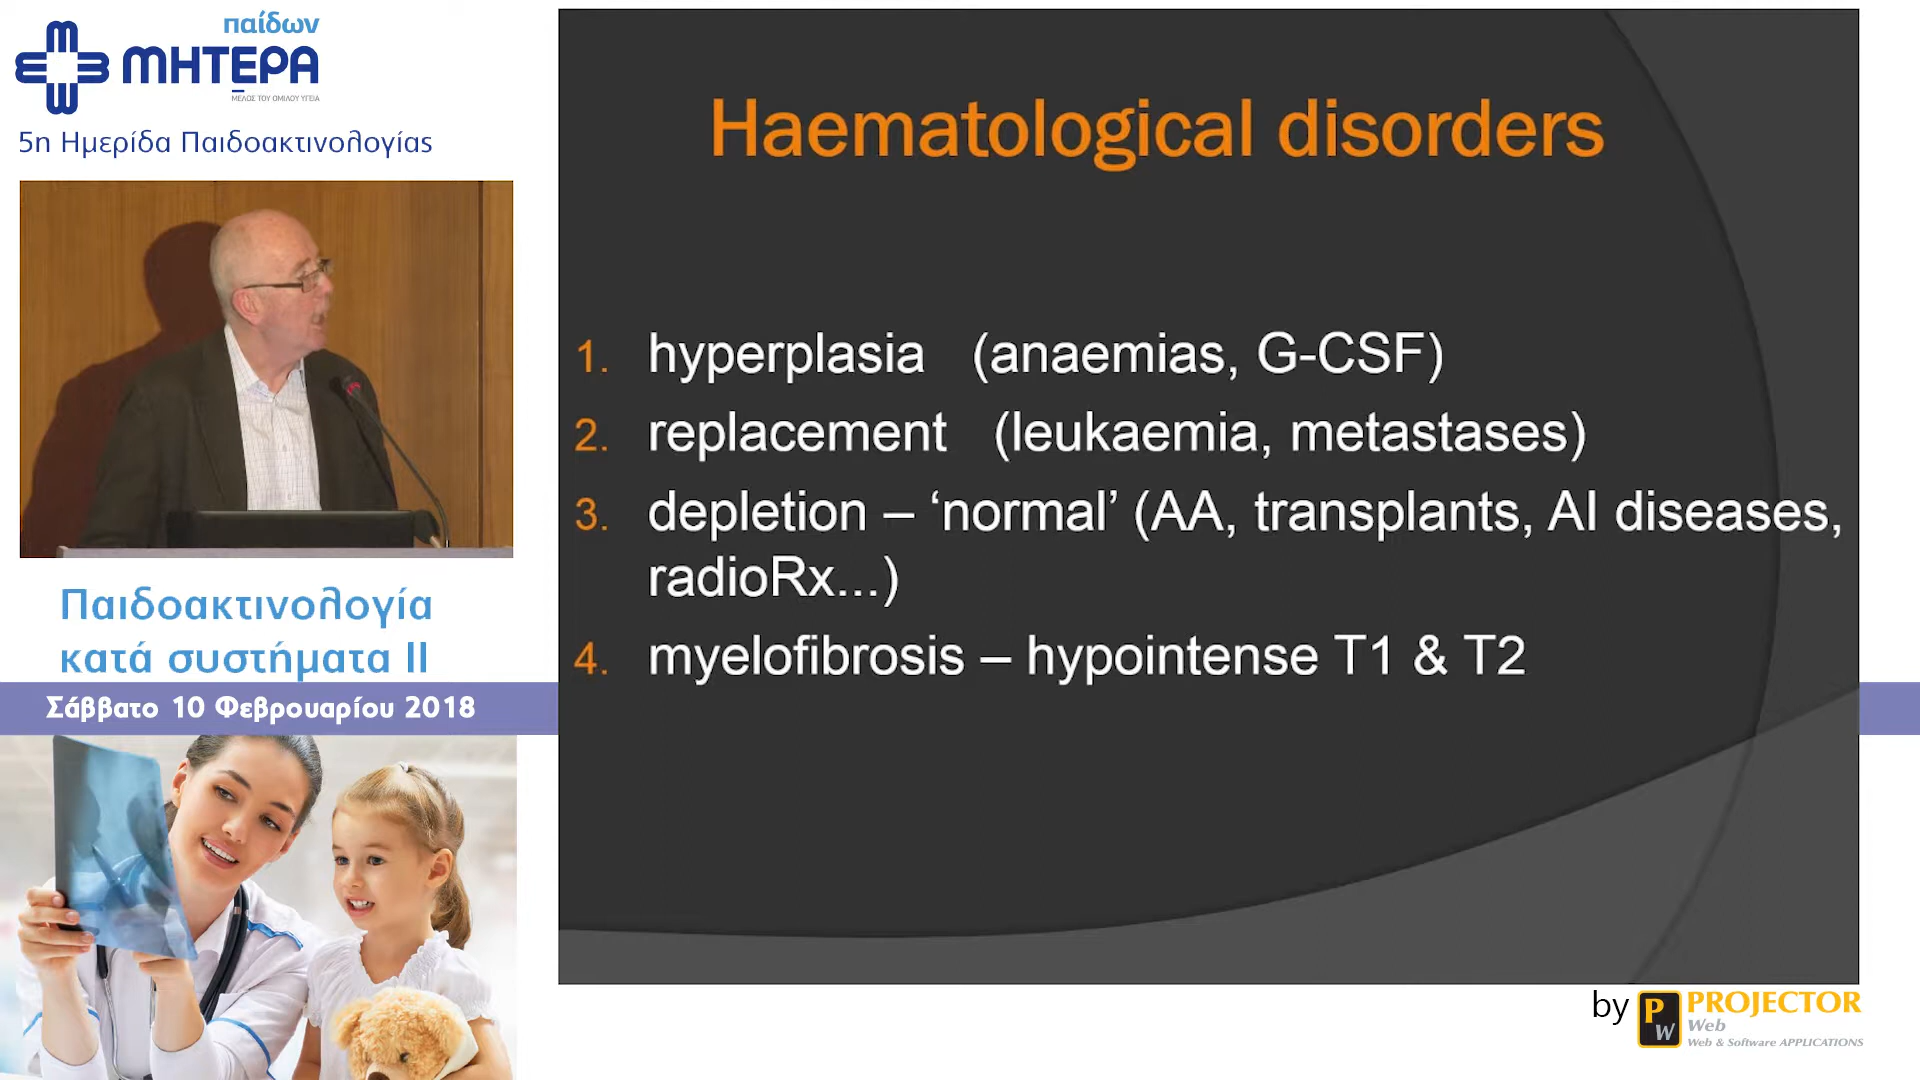 παίδων
ΜΗΤΕΡΑ
ΜΕΛΟΣ ΤΟΥ ΟΜΙΛΟΥ ΥΓΕΙΑ
5η Ημερίδα Παιδοακτινολογίας
Παιδοακτινολογία
κατά συστήματα ΙΙ
Σάββατο 10 Φεβρουαρίου 2018
Haematological disorders
1. hyperplasia (anaemias, G-CSF)
2. replacement (leukaemia, metastases)
3. depletion – ‘normal’ (AA, transplants, AI diseases,
radioRx...)
4. myelofibrosis – hypointense T1 & T2
by PW PROJECTOR
Web
Web & Software APPLICATIONS